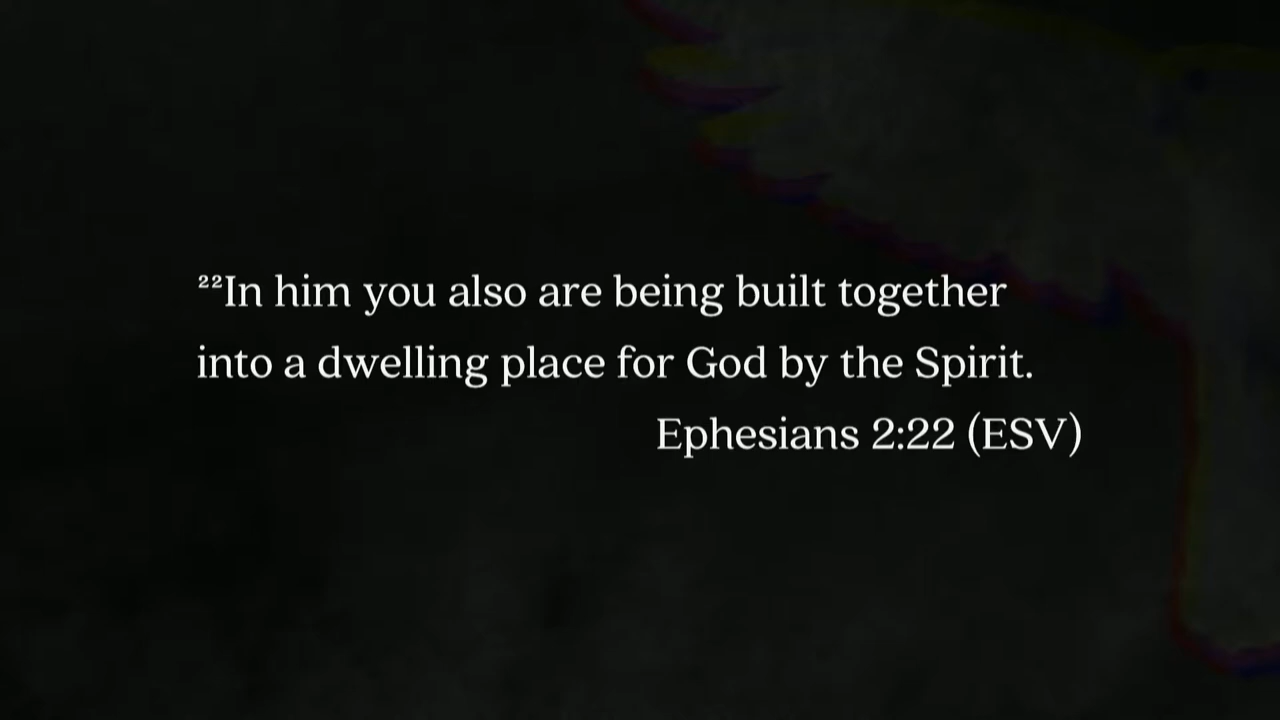 ²²In him you also are being built together
into a dwelling place for God by the Spirit.
Ephesians 2:22 (ESV)